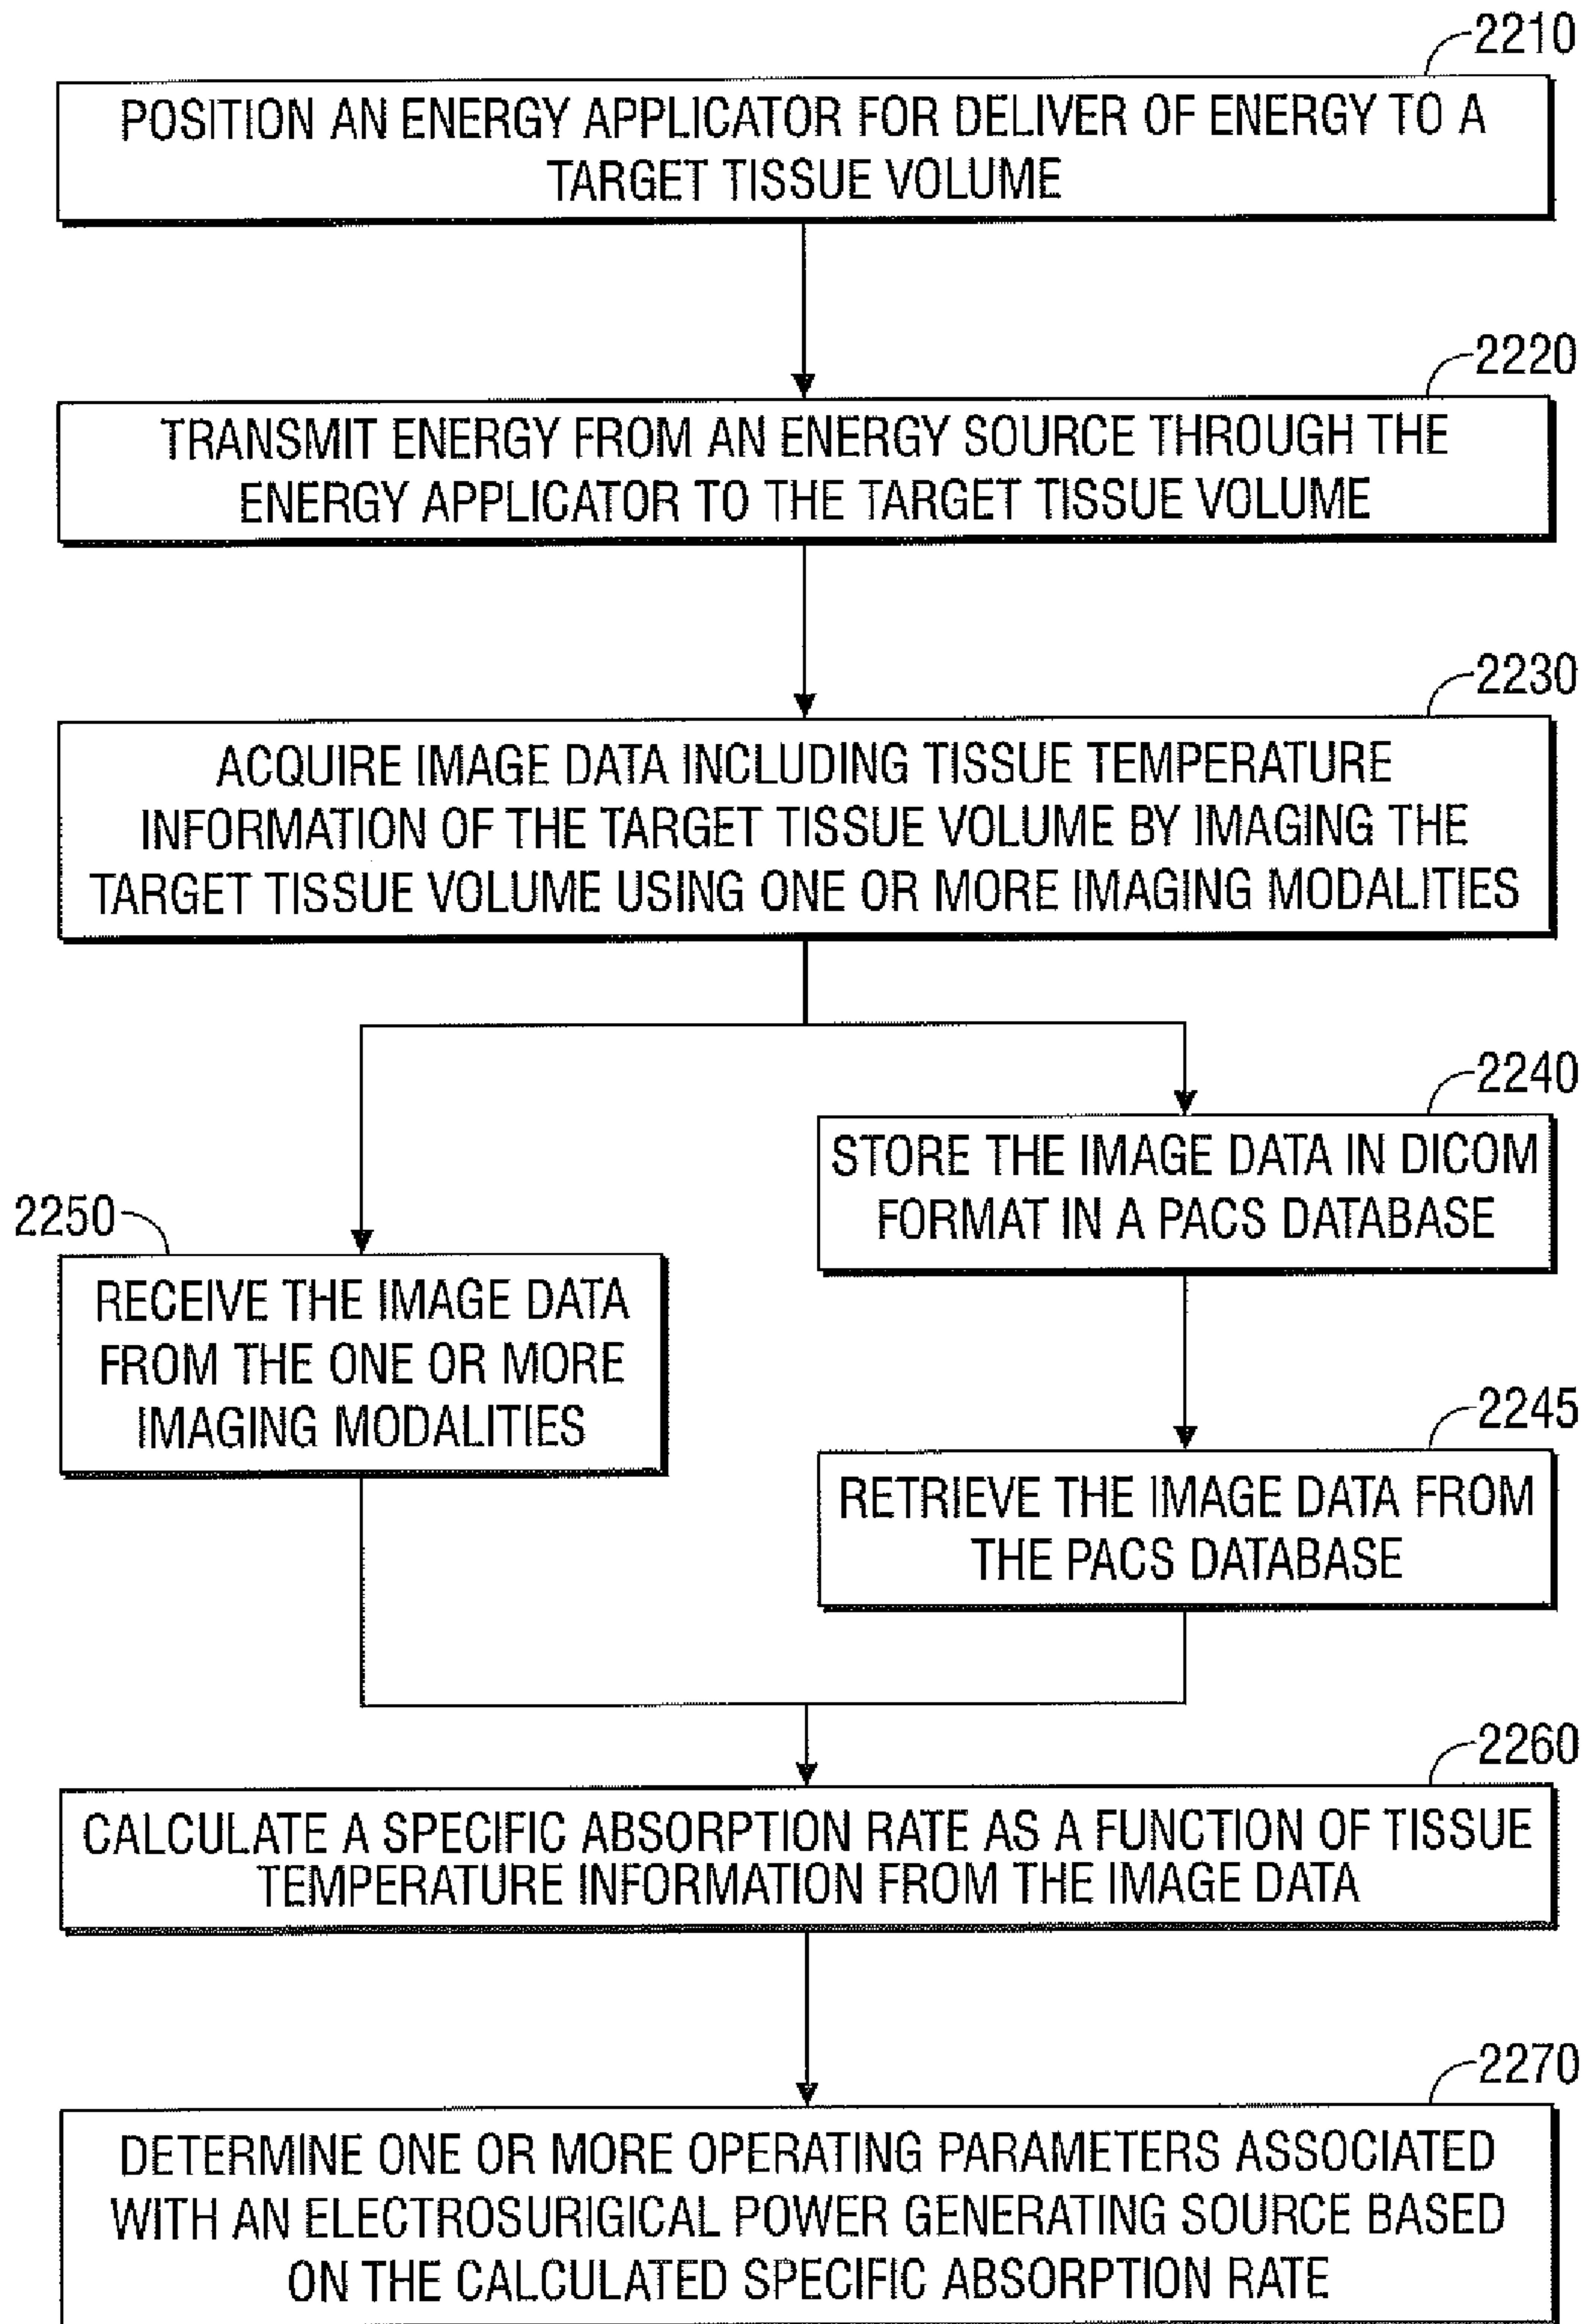 2210
POSITION AN ENERGY APPLICATOR FOR DELIVER OF ENERGY TO A
TARGET TISSUE VOLUME
2220
TRANSMIT ENERGY FROM AN ENERGY SOURCE THROUGH THE
ENERGY APPLICATOR TO THE TARGET TISSUE VOLUME
2230
ACQUIRE IMAGE DATA INCLUDING TISSUE TEMPERATURE
INFORMATION OF THE TARGET TISSUE VOLUME BY IMAGING THE
TARGET TISSUE VOLUME USING ONE OR MORE IMAGING MODALITIES
2240
STORE THE IMAGE DATA IN DICOM
FORMAT IN A PACS DATABASE
2250
RECEIVE THE IMAGE DATA
FROM THE ONE OR MORE
IMAGING MODALITIES
2245
RETRIEVE THE IMAGE DATA FROM
THE PACS DATABASE
2260
CALCULATE A SPECIFIC ABSORPTION RATE AS A FUNCTION OF TISSUE
TEMPERATURE INFORMATION FROM THE IMAGE DATA
2270
DETERMINE ONE OR MORE OPERATING PARAMETERS ASSOCIATED
WITH AN ELECTROSURIGICAL POWER GENERATING SOURCE BASED
ON THE CALCULATED SPECIFIC ABSORPTION RATE